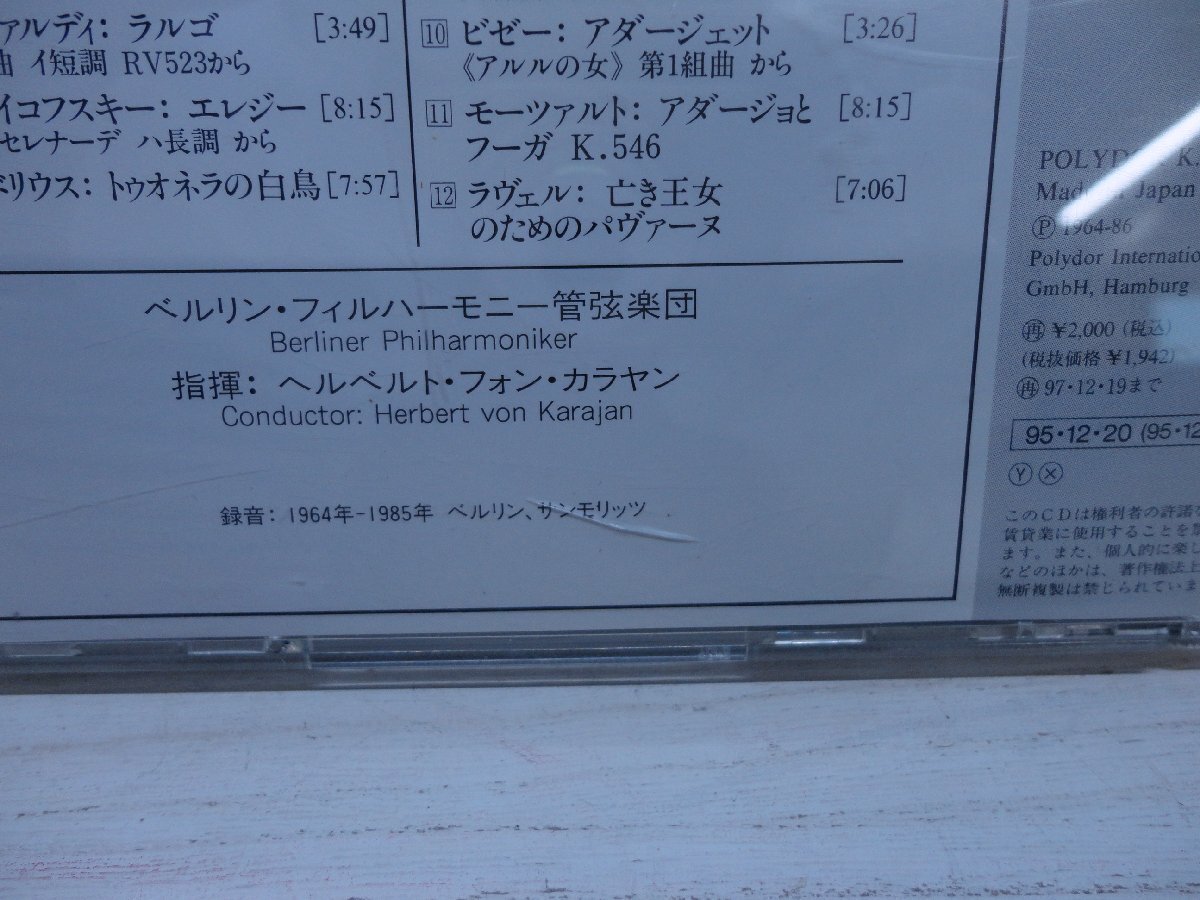 ァルディ: ラルゴ [3:49]
曲 イ短調 RV523から
イコフスキー: エレジー [8:15]
セレナーデ ハ長調 から
ベリウス: トゥオネラの白鳥 [7:57]
10 ビゼー: アダージェット [3:26]
《アルルの女》 第1組曲 から
11 モーツァルト: アダージョと [8:15]
フーガ K.546
12 ラヴェル: 亡き王女 [7:06]
のためのパヴァーヌ
ベルリン・フィルハーモニー管弦楽団
Berliner Philharmoniker
指揮: ヘルベルト・フォン・カラヤン
Conductor: Herbert von Karajan
録音: 1964年-1985年 ベルリン、サンモリッツ
POLYDOR K.
Made in Japan
Ⓟ 1964-86
Polydor Internatio
GmbH, Hamburg
㊐ ¥2,000 (税込)
(税抜価格 ¥1,942)
97・12・19まで
95・12・20 (95・12
Ⓨ Ⓧ
このCDは権利者の許諾な
賃貸業に使用することを禁
ます。また、個人的に楽し
などのほかは、著作権法上
無断複製は禁じられていま